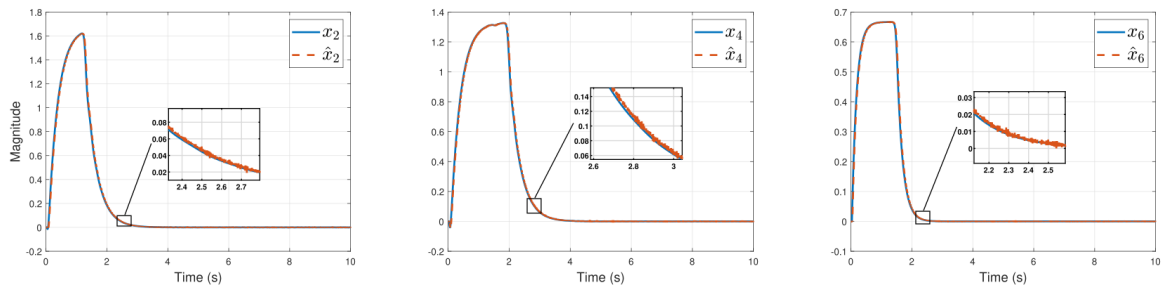 1.8
1.6
1.4
1.2
1
0.8
0.6
0.4
0.2
0
-0.2
Magnitude
0 2 4 6 8 10
Time (s)
x₂
x̂₂
0.08
0.06
0.04
0.02
2.4 2.5 2.6 2.7
1.4
1.2
1
0.8
0.6
0.4
0.2
0
-0.2
0 2 4 6 8 10
Time (s)
x₄
x̂₄
0.14
0.12
0.1
0.08
0.06
2.6 2.8 3
0.7
0.6
0.5
0.4
0.3
0.2
0.1
0
-0.1
0 2 4 6 8 10
Time (s)
x₆
x̂₆
0.03
0.02
0.01
0
2.2 2.3 2.4 2.5